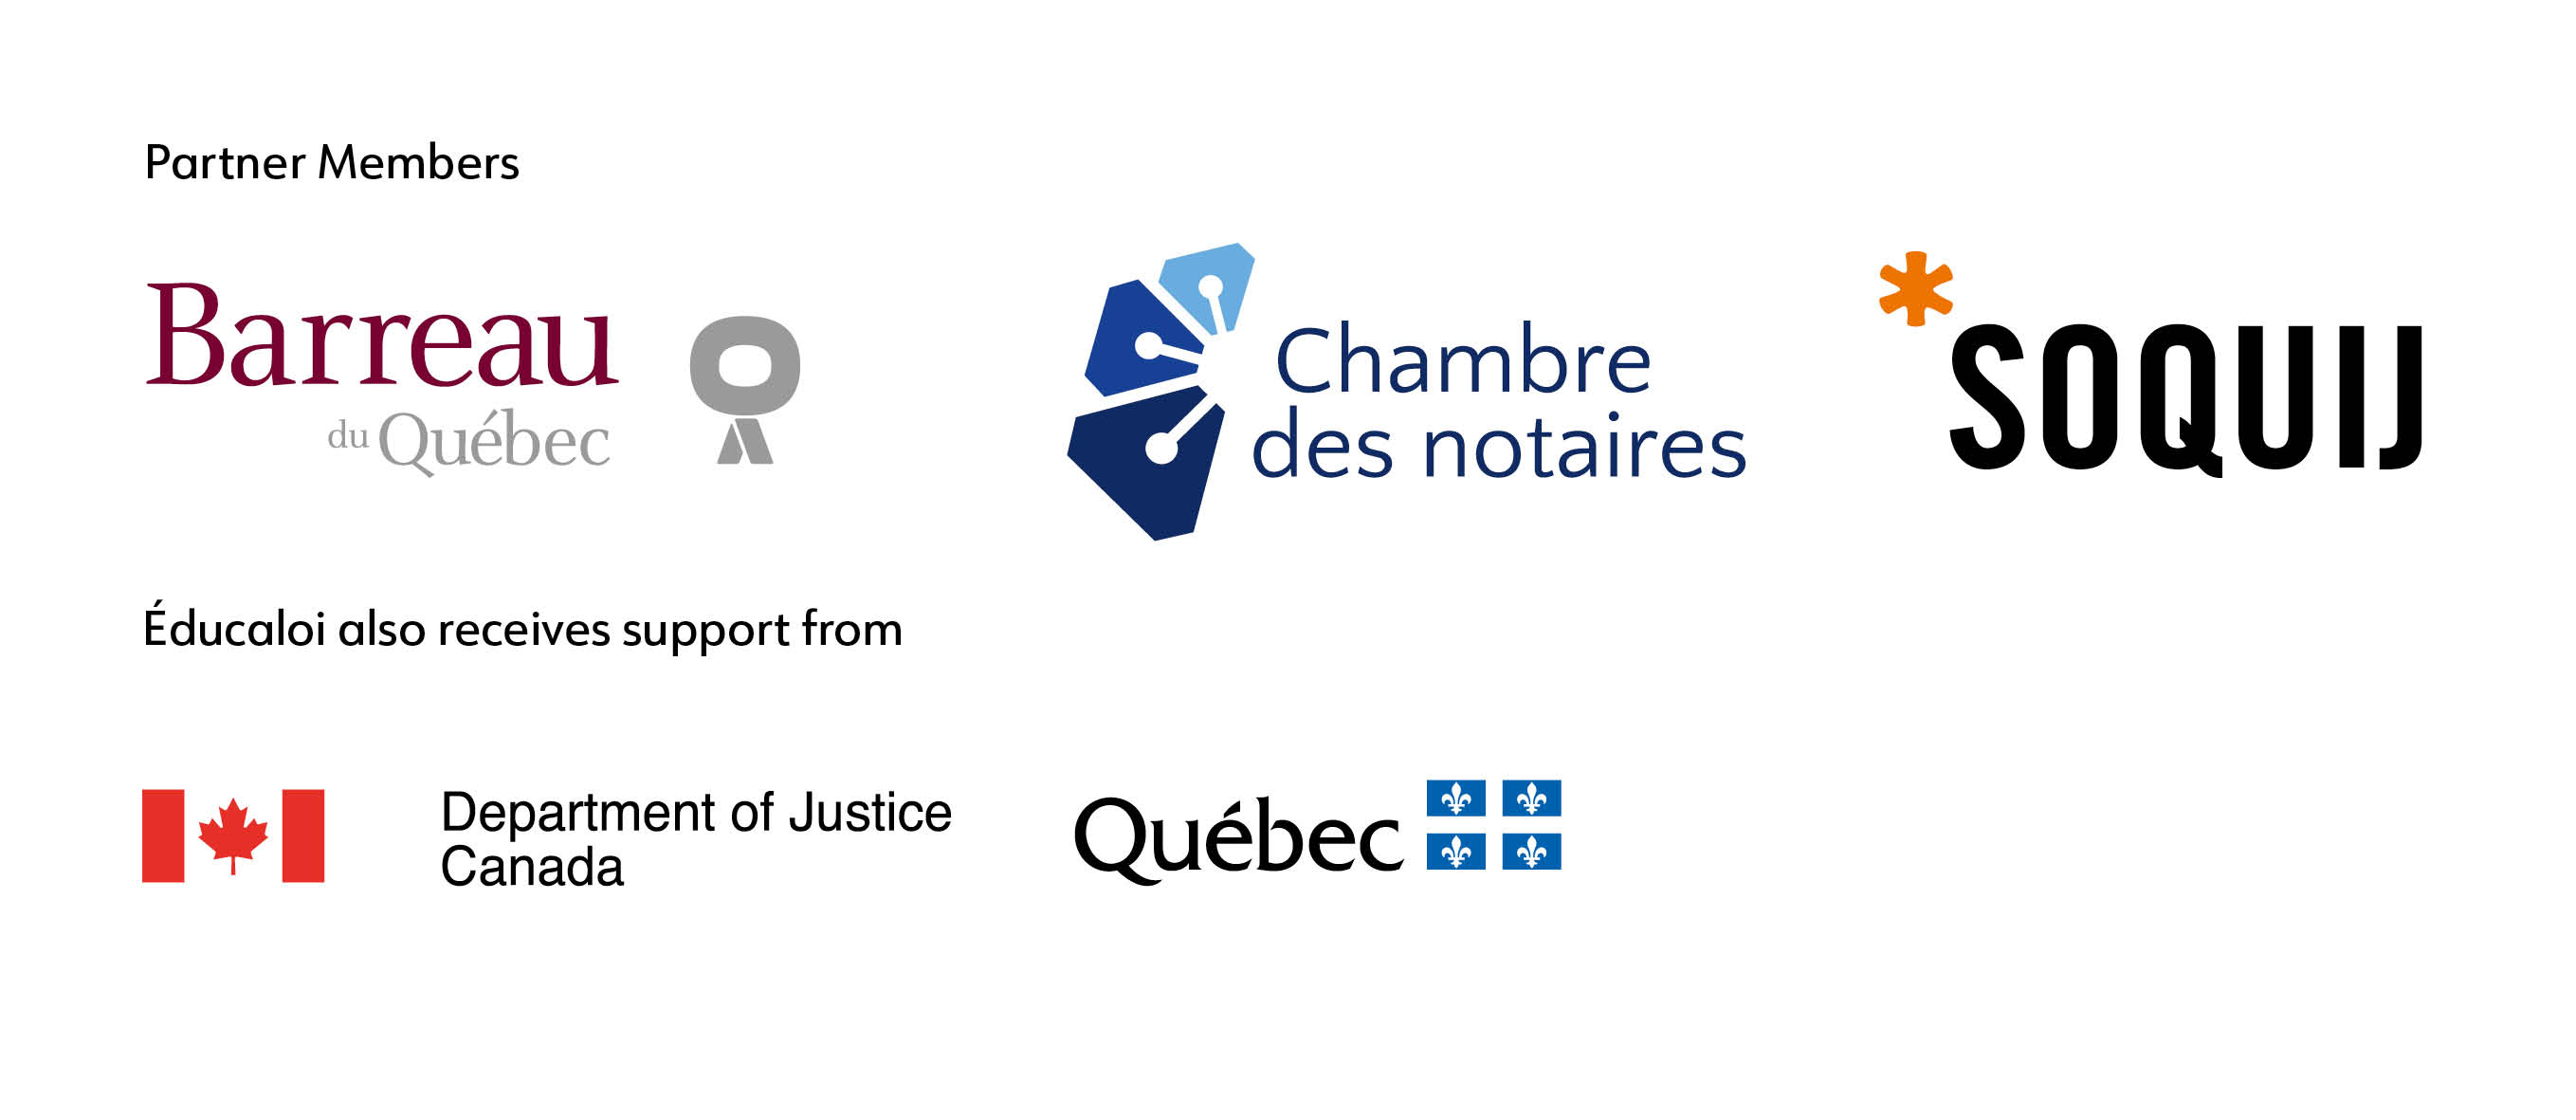 Partner Members
Barreau
du Québec
Chambre
des notaires
*SOQUIJ
Éducaloi also receives support from
Department of Justice
Canada
Québec